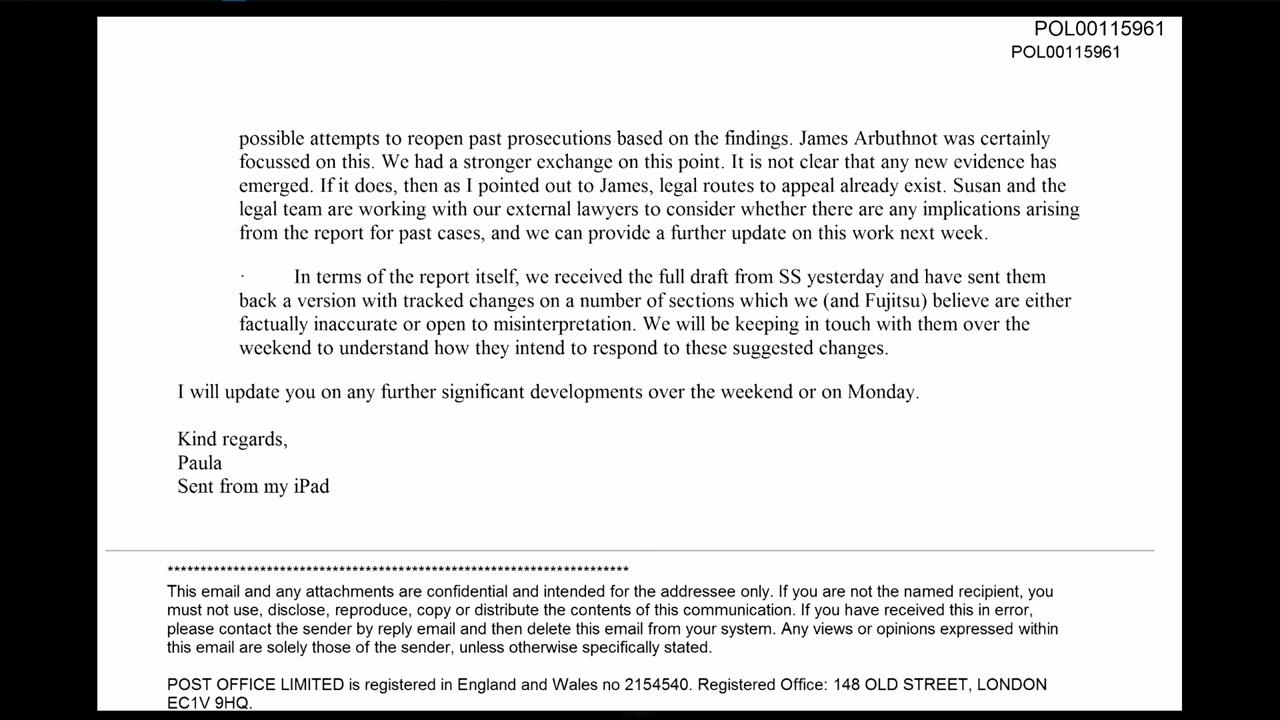 POL00115961
POL00115961
possible attempts to reopen past prosecutions based on the findings. James Arbuthnot was certainly
focussed on this. We had a stronger exchange on this point. It is not clear that any new evidence has
emerged. If it does, then as I pointed out to James, legal routes to appeal already exist. Susan and the
legal team are working with our external lawyers to consider whether there are any implications arising
from the report for past cases, and we can provide a further update on this work next week.
· In terms of the report itself, we received the full draft from SS yesterday and have sent them
back a version with tracked changes on a number of sections which we (and Fujitsu) believe are either
factually inaccurate or open to misinterpretation. We will be keeping in touch with them over the
weekend to understand how they intend to respond to these suggested changes.
I will update you on any further significant developments over the weekend or on Monday.
Kind regards,
Paula
Sent from my iPad
**********************************************************************
This email and any attachments are confidential and intended for the addressee only. If you are not the named recipient, you
must not use, disclose, reproduce, copy or distribute the contents of this communication. If you have received this in error,
please contact the sender by reply email and then delete this email from your system. Any views or opinions expressed within
this email are solely those of the sender, unless otherwise specifically stated.
POST OFFICE LIMITED is registered in England and Wales no 2154540. Registered Office: 148 OLD STREET, LONDON
EC1V 9HQ.